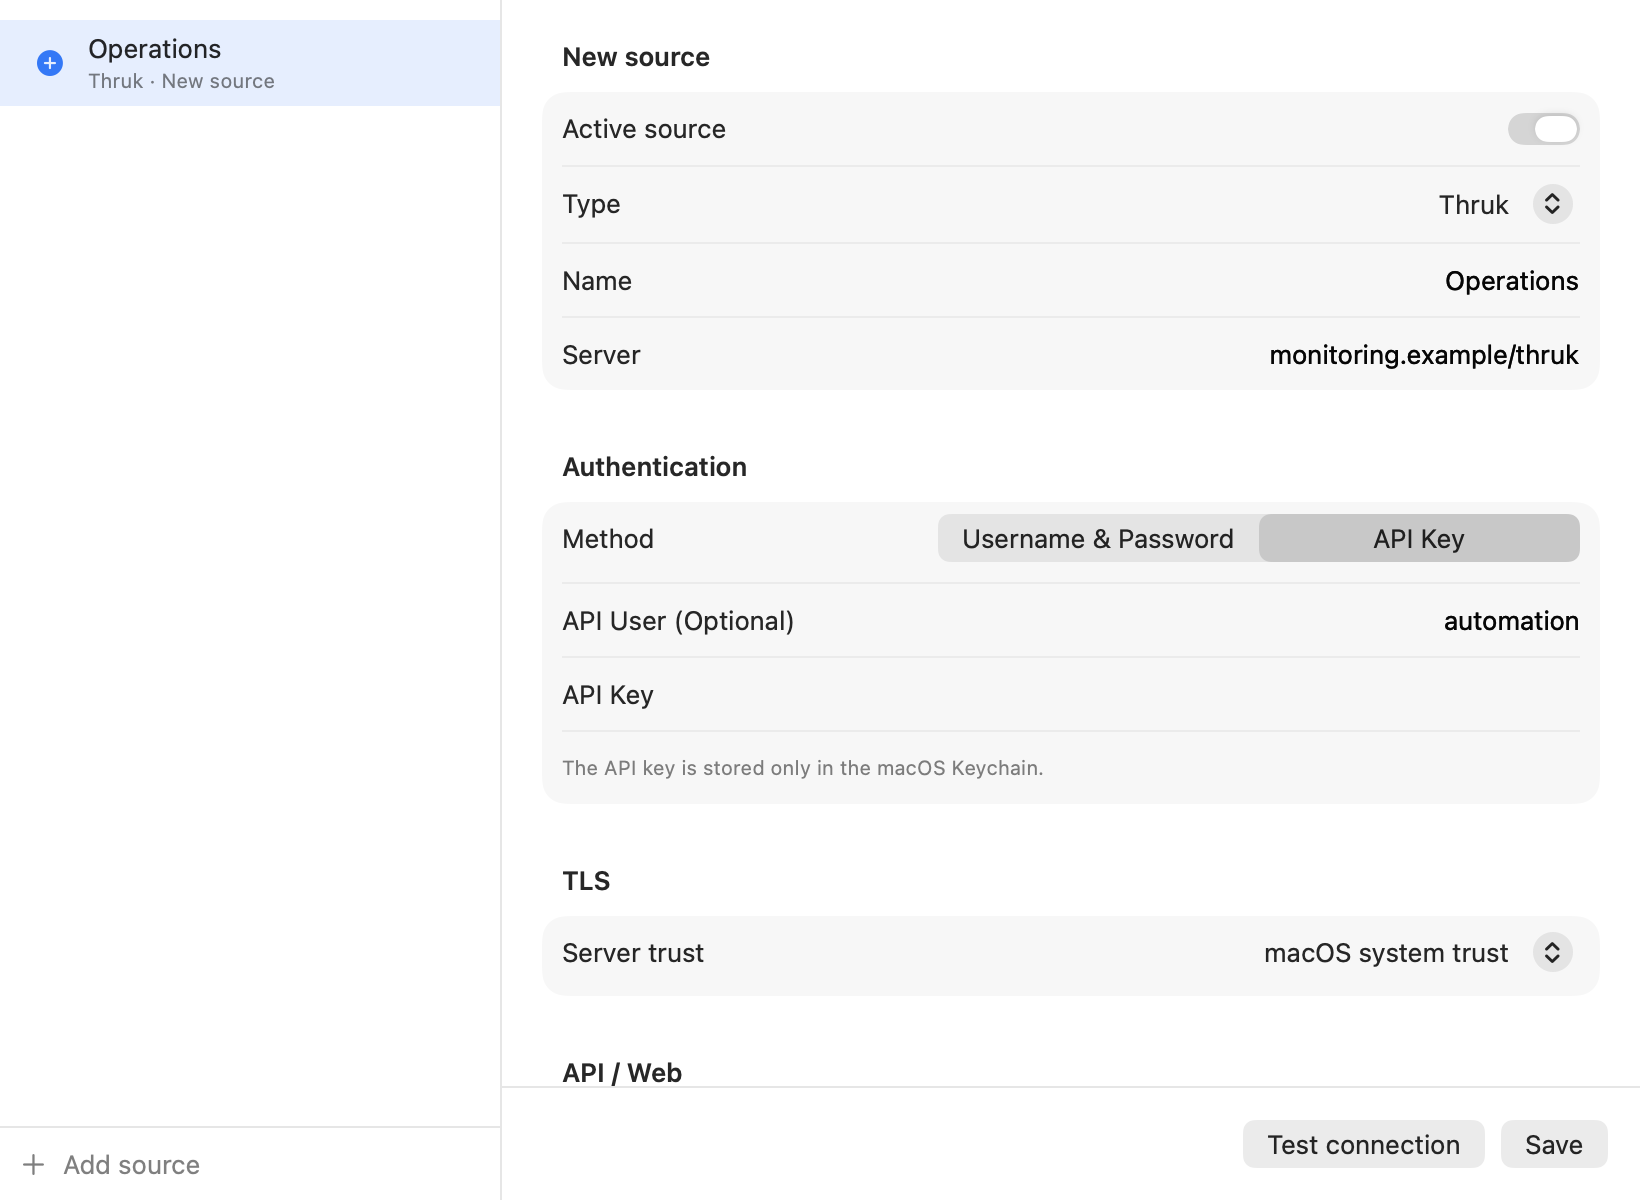 Operations
Thruk · New source
Add source
New source
Active source
Type
Thruk
Name
Operations
Server
monitoring.example/thruk
Authentication
Method
Username & Password
API Key
API User (Optional)
automation
API Key
The API key is stored only in the macOS Keychain.
TLS
Server trust
macOS system trust
API / Web
Test connection
Save